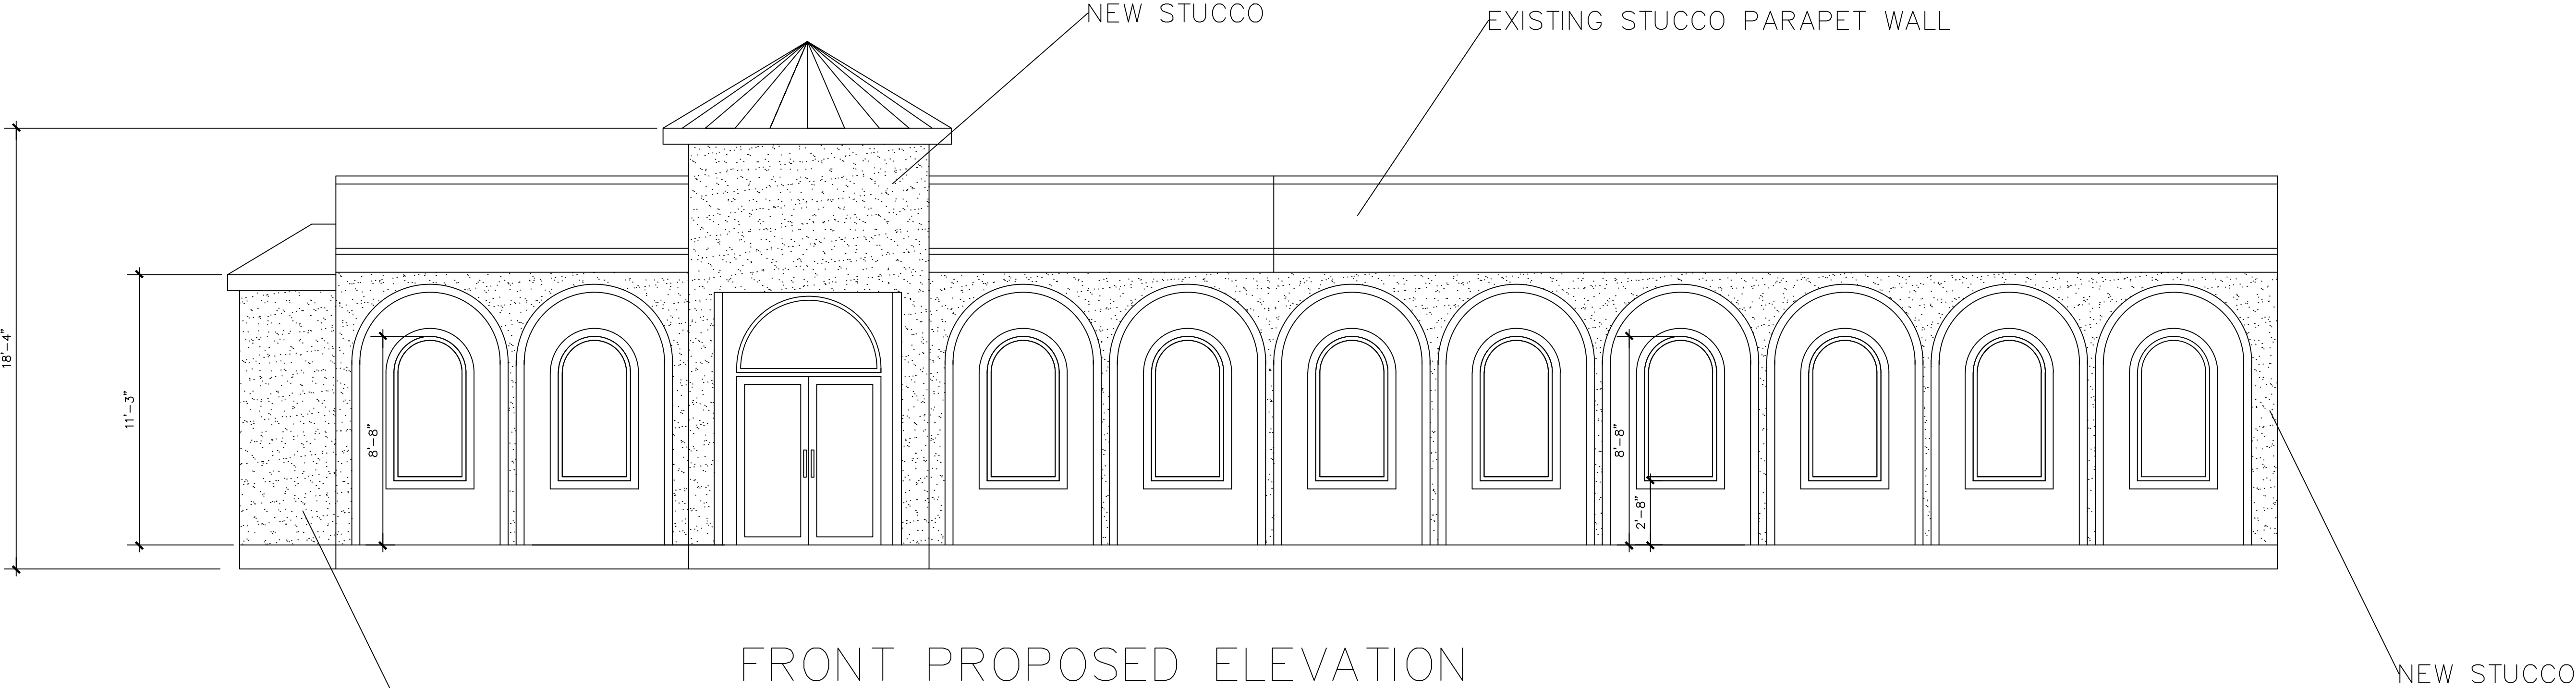 NEW STUCCO
EXISTING STUCCO PARAPET WALL
18'-4"
11'-3"
8'-8"
8'-8"
2'-8"
FRONT PROPOSED ELEVATION
NEW STUCCO